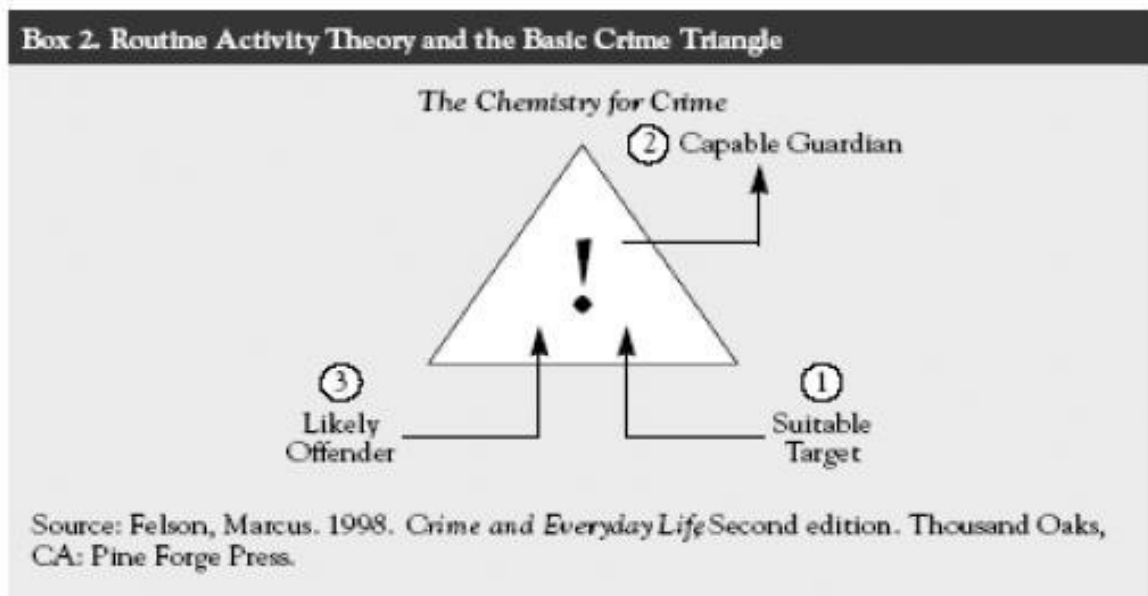 Box 2. Routine Activity Theory and the Basic Crime Triangle
The Chemistry for Crime
2 Capable Guardian
!
3
Likely
Offender
1
Suitable
Target
Source: Felson, Marcus. 1998. Crime and Everyday Life, Second edition. Thousand Oaks,
CA: Pine Forge Press.